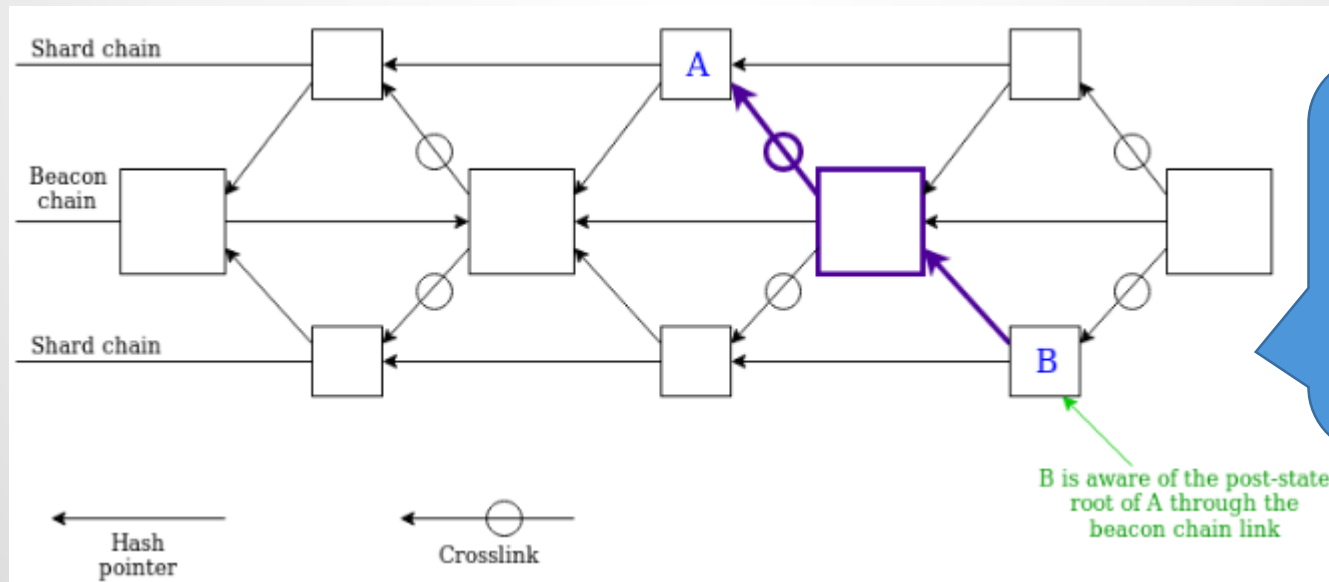 Shard chain
A
Beacon
chain
Shard chain
B
B is aware of the post-state
root of A through the
beacon chain link
Hash
pointer
Crosslink